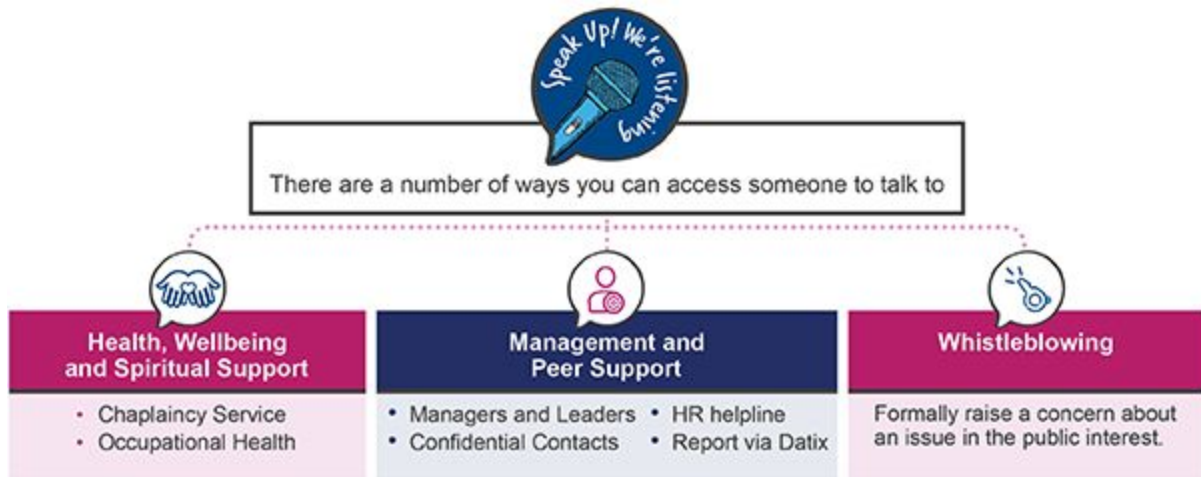 Speak Up! We're listening
There are a number of ways you can access someone to talk to
Health, Wellbeing
and Spiritual Support
• Chaplaincy Service
• Occupational Health
Management and
Peer Support
• Managers and Leaders
• Confidential Contacts
• HR helpline
• Report via Datix
Whistleblowing
Formally raise a concern about
an issue in the public interest.